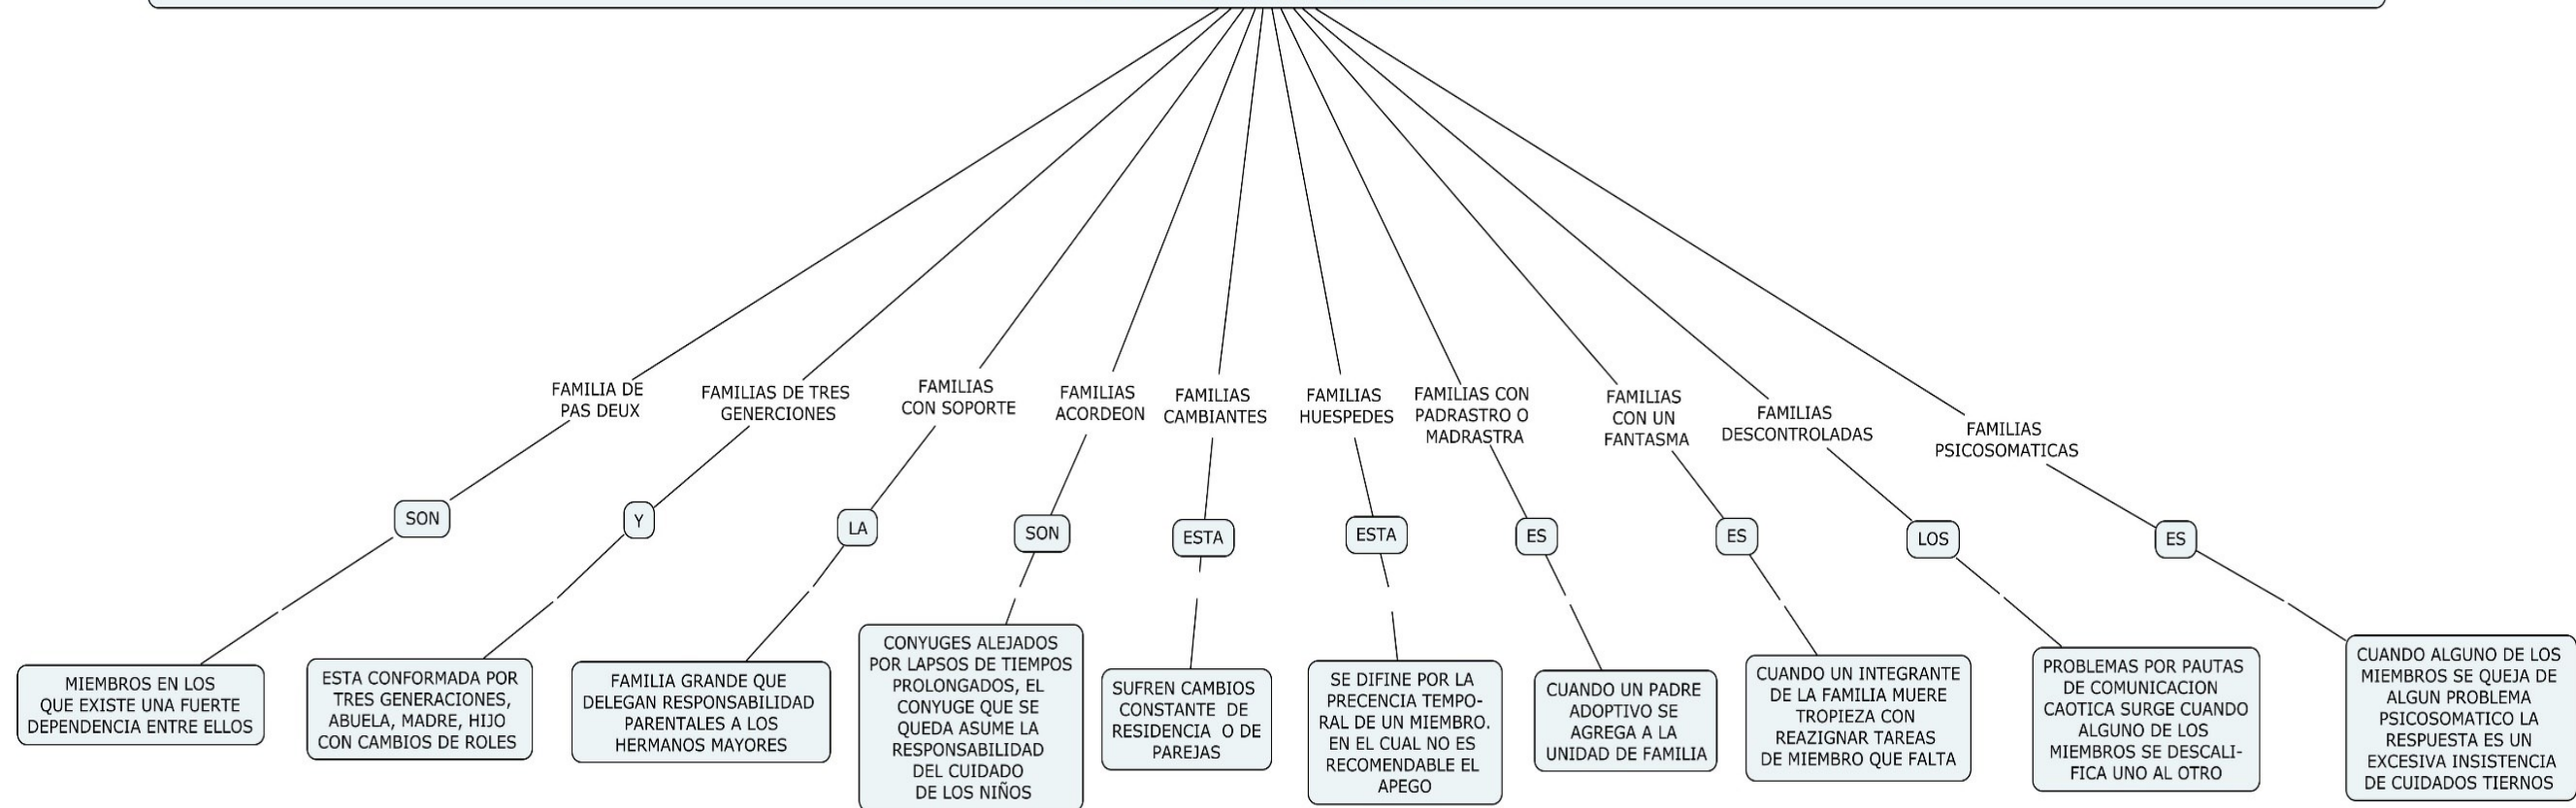 FAMILIA DE
PAS DEUX
FAMILIAS DE TRES
GENERCIONES
FAMILIAS
CON SOPORTE
FAMILIAS
ACORDEON
FAMILIAS
CAMBIANTES
FAMILIAS
HUESPEDES
FAMILIAS CON
PADRASTRO O
MADRASTRA
FAMILIAS
CON UN
FANTASMA
FAMILIAS
DESCONTROLADAS
FAMILIAS
PSICOSOMATICAS
SON
Y
LA
SON
ESTA
ESTA
ES
ES
LOS
ES
MIEMBROS EN LOS
QUE EXISTE UNA FUERTE
DEPENDENCIA ENTRE ELLOS
ESTA CONFORMADA POR
TRES GENERACIONES,
ABUELA, MADRE, HIJO
CON CAMBIOS DE ROLES
FAMILIA GRANDE QUE
DELEGAN RESPONSABILIDAD
PARENTALES A LOS
HERMANOS MAYORES
CONYUGES ALEJADOS
POR LAPSOS DE TIEMPOS
PROLONGADOS, EL
CONYUGE QUE SE
QUEDA ASUME LA
RESPONSABILIDAD
DEL CUIDADO
DE LOS NIÑOS
SUFREN CAMBIOS
CONSTANTE DE
RESIDENCIA O DE
PAREJAS
SE DIFINE POR LA
PRECENCIA TEMPO-
RAL DE UN MIEMBRO.
EN EL CUAL NO ES
RECOMENDABLE EL
APEGO
CUANDO UN PADRE
ADOPTIVO SE
AGREGA A LA
UNIDAD DE FAMILIA
CUANDO UN INTEGRANTE
DE LA FAMILIA MUERE
TROPIEZA CON
REAZIGNAR TAREAS
DE MIEMBRO QUE FALTA
PROBLEMAS POR PAUTAS
DE COMUNICACION
CAOTICA SURGE CUANDO
ALGUNO DE LOS
MIEMBROS SE DESCALI-
FICA UNO AL OTRO
CUANDO ALGUNO DE LOS
MIEMBROS SE QUEJA DE
ALGUN PROBLEMA
PSICOSOMATICO LA
RESPUESTA ES UN
EXCESIVA INSISTENCIA
DE CUIDADOS TIERNOS